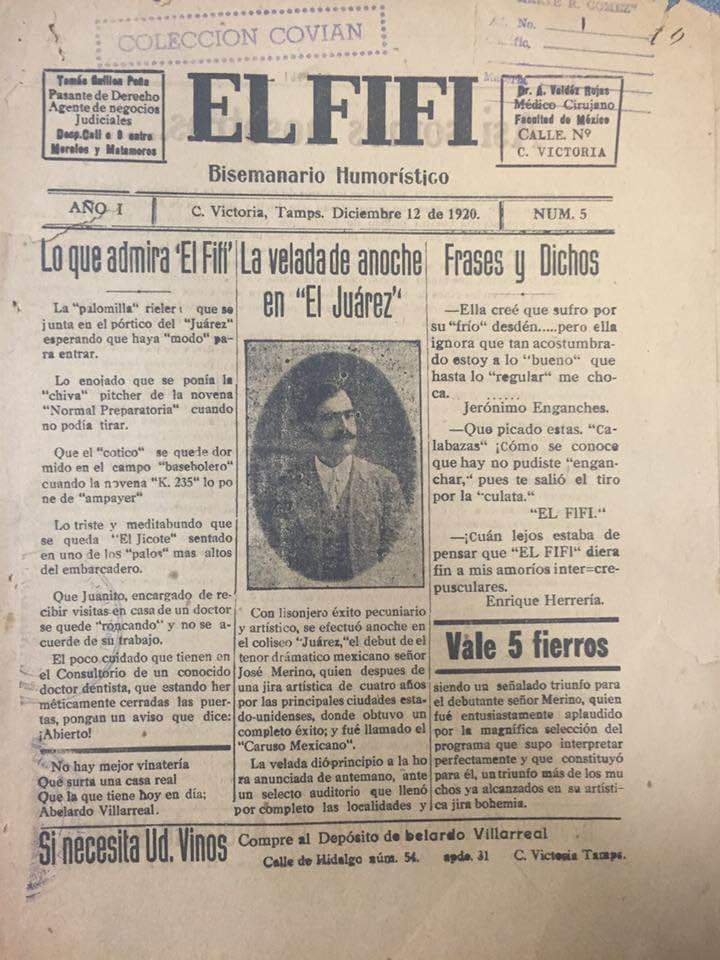 COLECCION COVIAN
"MARTE R. GOMEZ"
No. 1
19
Tomás Guillen Peña
Pasante de Derecho
Agente de negocios
Judiciales
Desp. Call e 8 entre
Morelos y Matamoros
EL FIFI
Dr. A. Valdéz Rojas
Médico Cirujano
Facultad de México
CALLE. Nº
C. VICTORIA
Bisemanario Humorístico
AÑO I
C. Victoria, Tamps. Diciembre 12 de 1920.
NUM. 5
Lo que admira 'El Fifi'
La "palomilla" rielera que se
junta en el pórtico del "Juárez"
esperando que haya "modo" pa-
ra entrar.
Lo enojado que se ponía la
"chiva" pitcher de la novena
"Normal Preparatoria" cuando
no podía tirar.
Que el "cotico" se quede dor
mido en el campo "basebolero"
cuando la novena "K. 235" lo po
ne de "ampayer"
Lo triste y meditabundo que
se queda "El Jicote" sentado
en uno de los "palos" mas altos
del embarcadero.
Que Juanito, encargado de re-
cibir visitas en casa de un doctor
se quede "roncando" y no se a-
cuerde de su trabajo.
El poco cuidado que tienen en
el Consultorio de un conocido
doctor dentista, que estando her
méticamente cerradas las puer-
tas, pongan un aviso que dice:
¡Abierto!
No hay mejor vinatería
Que surta una casa real
Que la que tiene hoy en día;
Abelardo Villarreal.
La velada de anoche
en "El Juárez"
Con lisonjero éxito pecuniario
y artístico, se efectuó anoche en
el coliseo "Juárez," el debut de el
tenor dramático mexicano señor
José Merino, quien despues de
una jira artística de cuatro años
por las principales ciudades esta-
do-unidenses, donde obtuvo un
completo éxito; y fué llamado el
"Caruso Mexicano".
La velada dió principio a la ho
ra anunciada de antemano, ante
un selecto auditorio que llenó
por completo las localidades y
Frases y Dichos
—Ella creé que sufro por
su "frío" desdén.....pero ella
ignora que tan acostumbra-
do estoy a lo "bueno" que
hasta lo "regular" me cho-
ca. ......
Jerónimo Enganches.
—Que picado estas. "Ca-
labazas" ¡Cómo se conoce
que hay no pudiste "engan-
char," pues te salió el tiro
por la "culata."
"EL FIFI."
—¡Cuán lejos estaba de
pensar que "EL FIFI" diera
fin a mis amoríos inter=cre-
pusculares.
Enrique Herrería.
Vale 5 fierros
siendo un señalado triunfo para
el debutante señor Merino, quien
fué entusiastamente aplaudido
por la magnífica selección del
programa que supo interpretar
perfectamente y que constituyó
para él, un triunfo más de los mu
chos ya alcanzados en su artísti-
ca jira bohemia.
Si necesita Ud. Vinos
Compre al Depósito de belardo Villarreal
Calle de Hidalgo núm. 54. apdo. 31 C. Victoria Tamps.